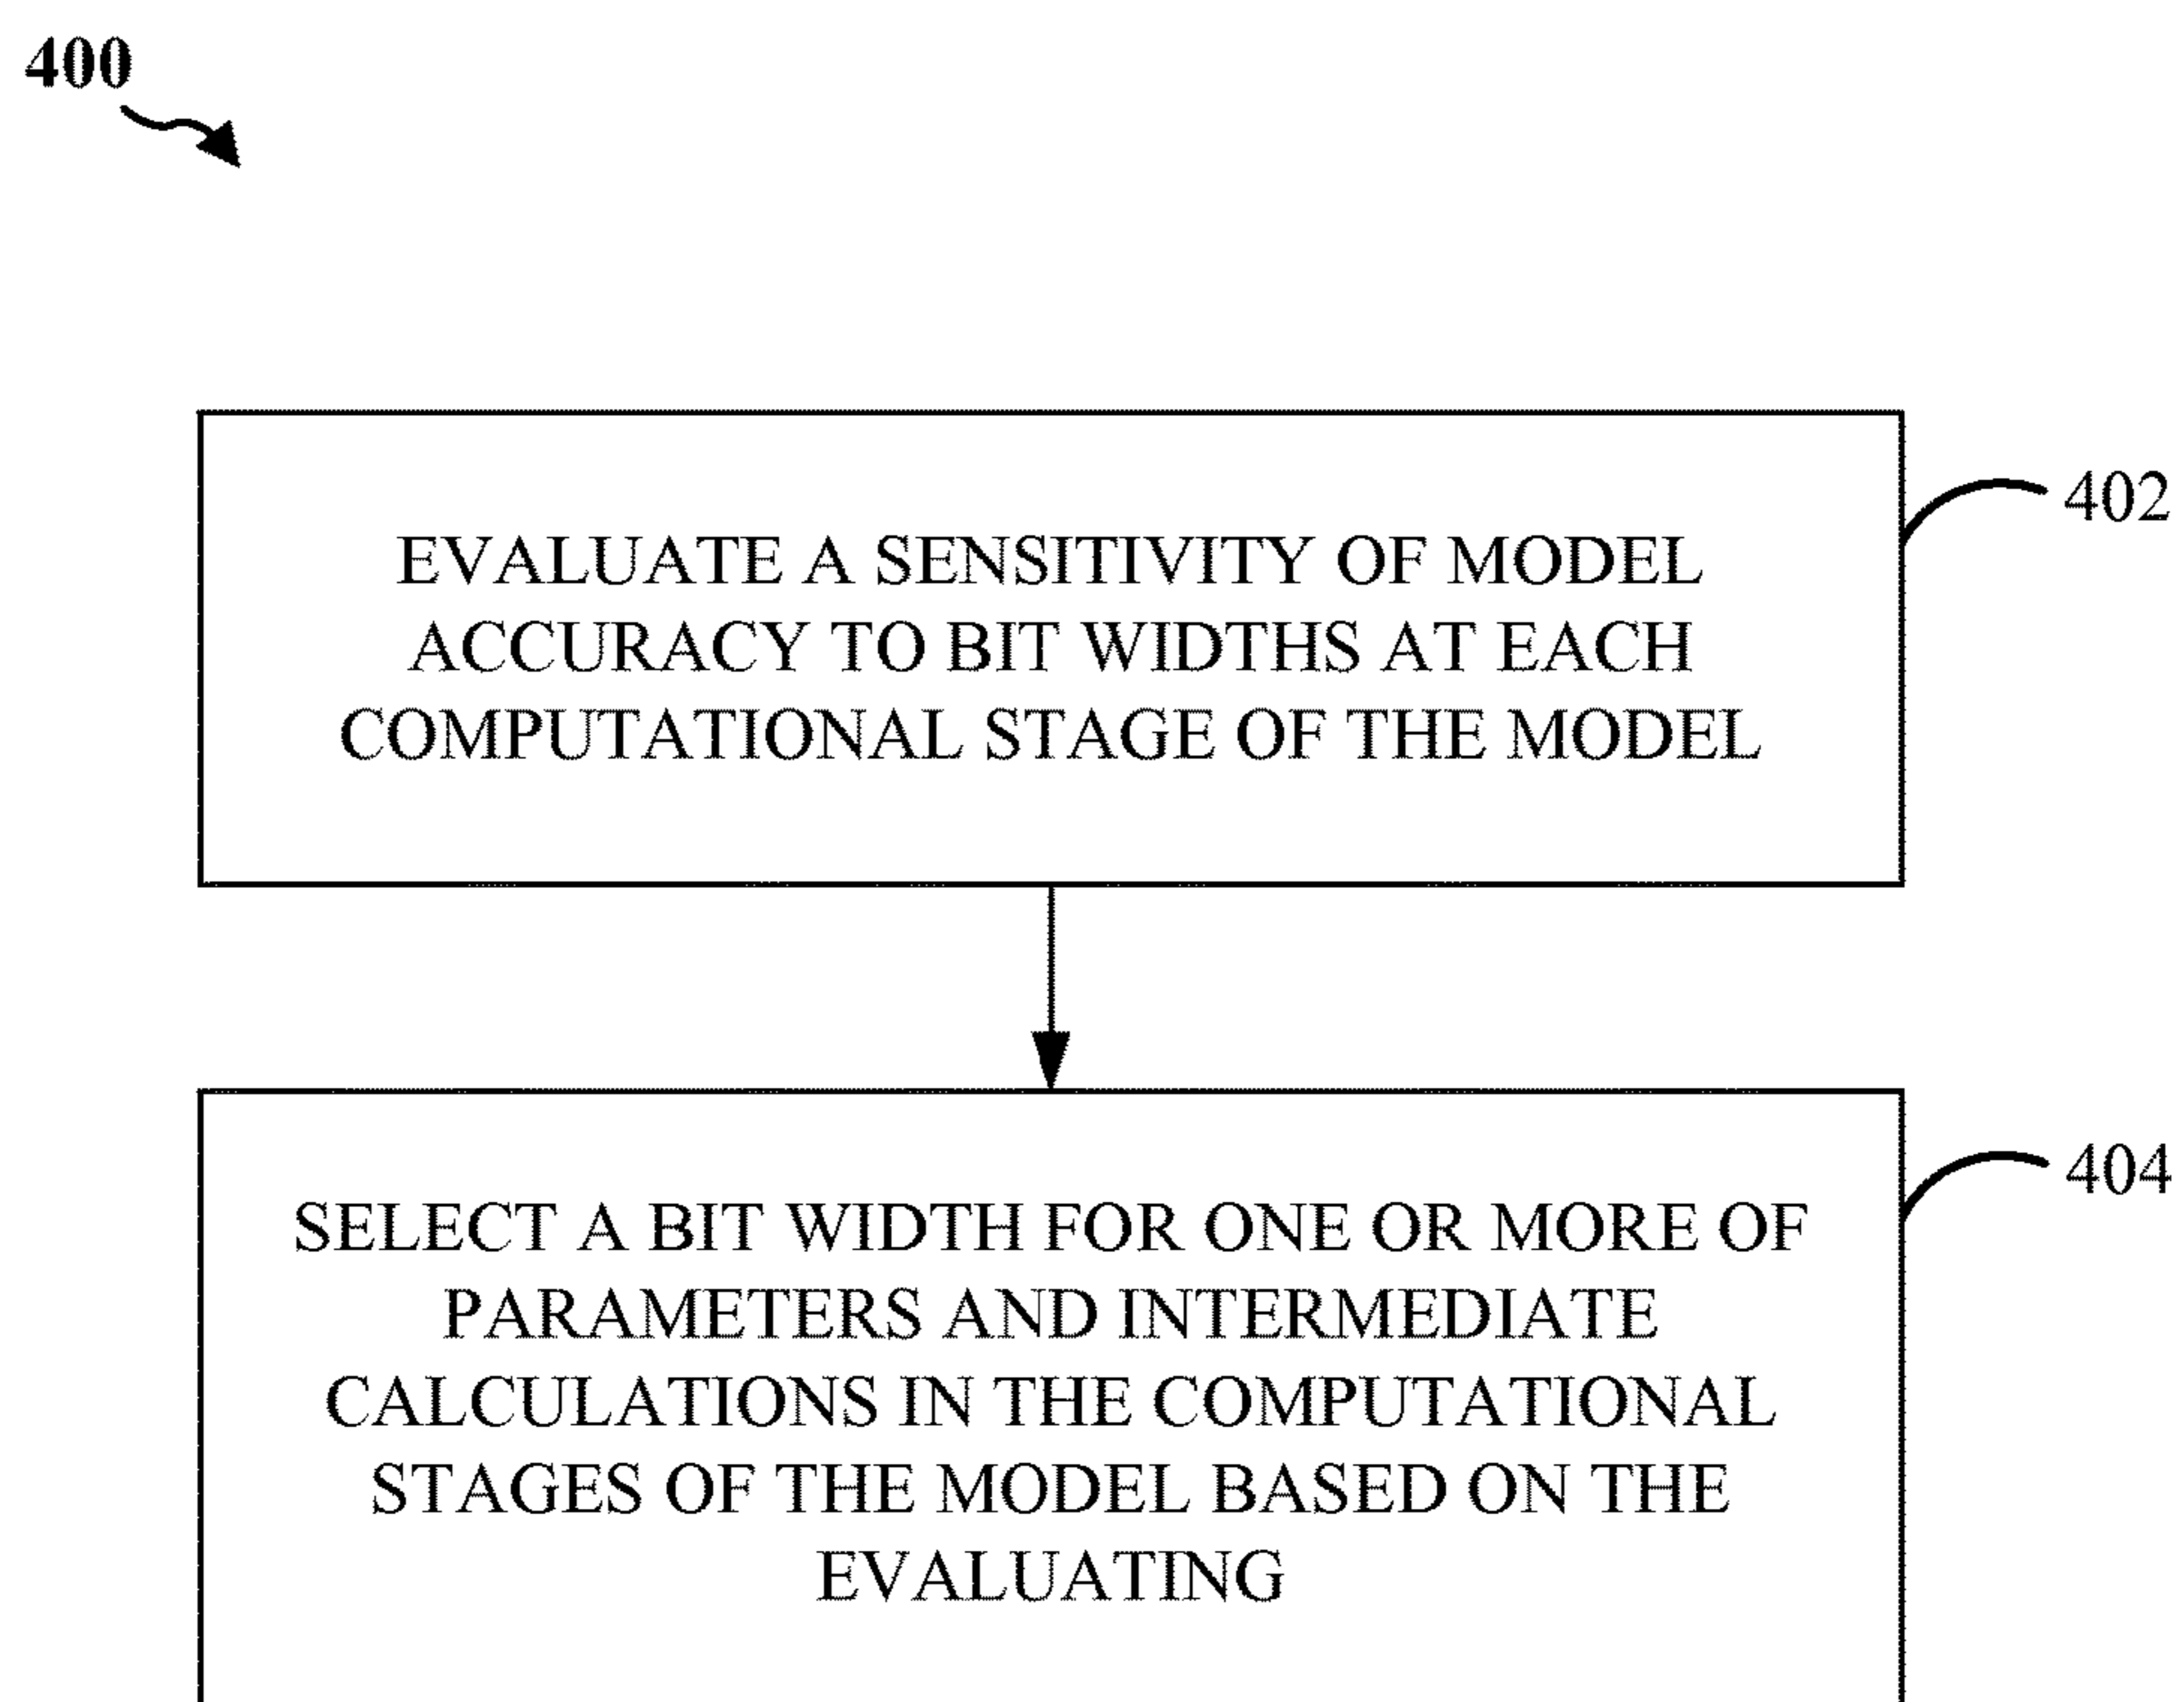 400
402
EVALUATE A SENSITIVITY OF MODEL
ACCURACY TO BIT WIDTHS AT EACH
COMPUTATIONAL STAGE OF THE MODEL
404
SELECT A BIT WIDTH FOR ONE OR MORE OF
PARAMETERS AND INTERMEDIATE
CALCULATIONS IN THE COMPUTATIONAL
STAGES OF THE MODEL BASED ON THE
EVALUATING